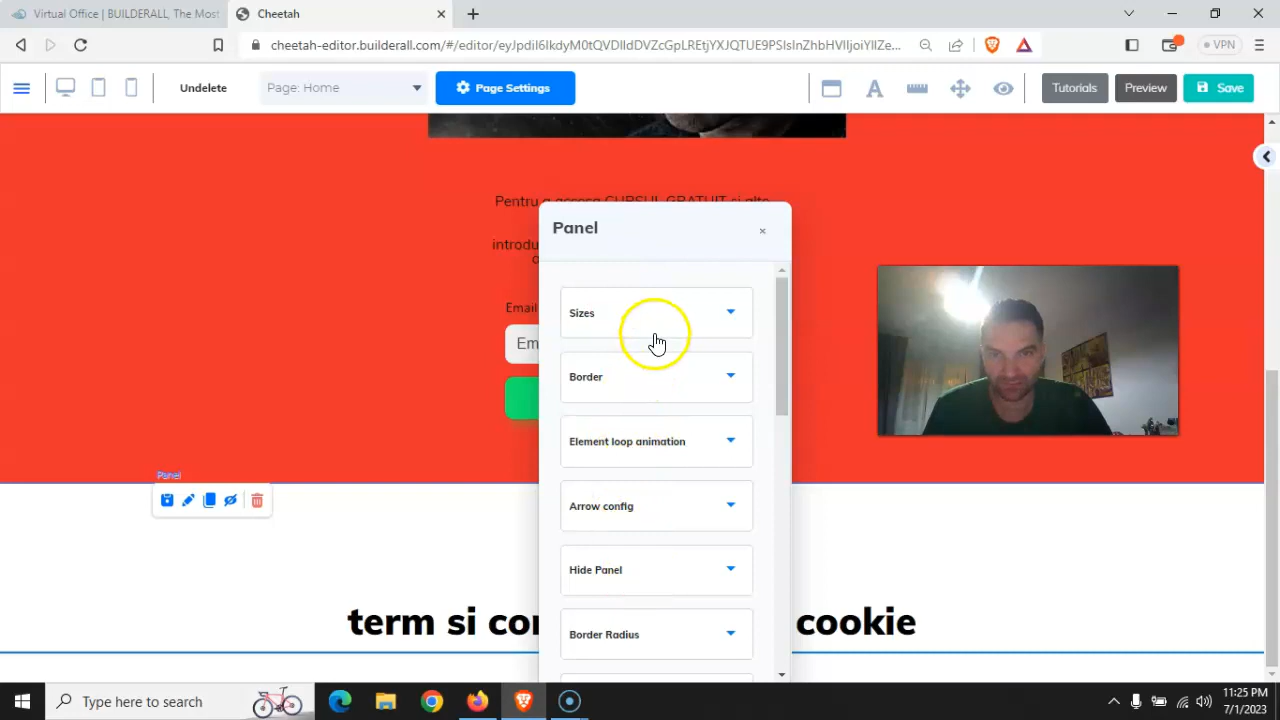 Virtual Office | BUILDERALL, The Most
Cheetah
cheetah-editor.builderall.com/#/editor/
VPN
Undelete
Page: Home
Page Settings
Tutorials
Preview
Save
Pentru a accesa CURSUL GRATUIT si alte
introdu
Panel
×
Sizes
Email
Em
Border
Element loop animation
Panel
Arrow config
Hide Panel
term si con
cookie
Border Radius
Type here to search
11:25 PM
7/1/2023